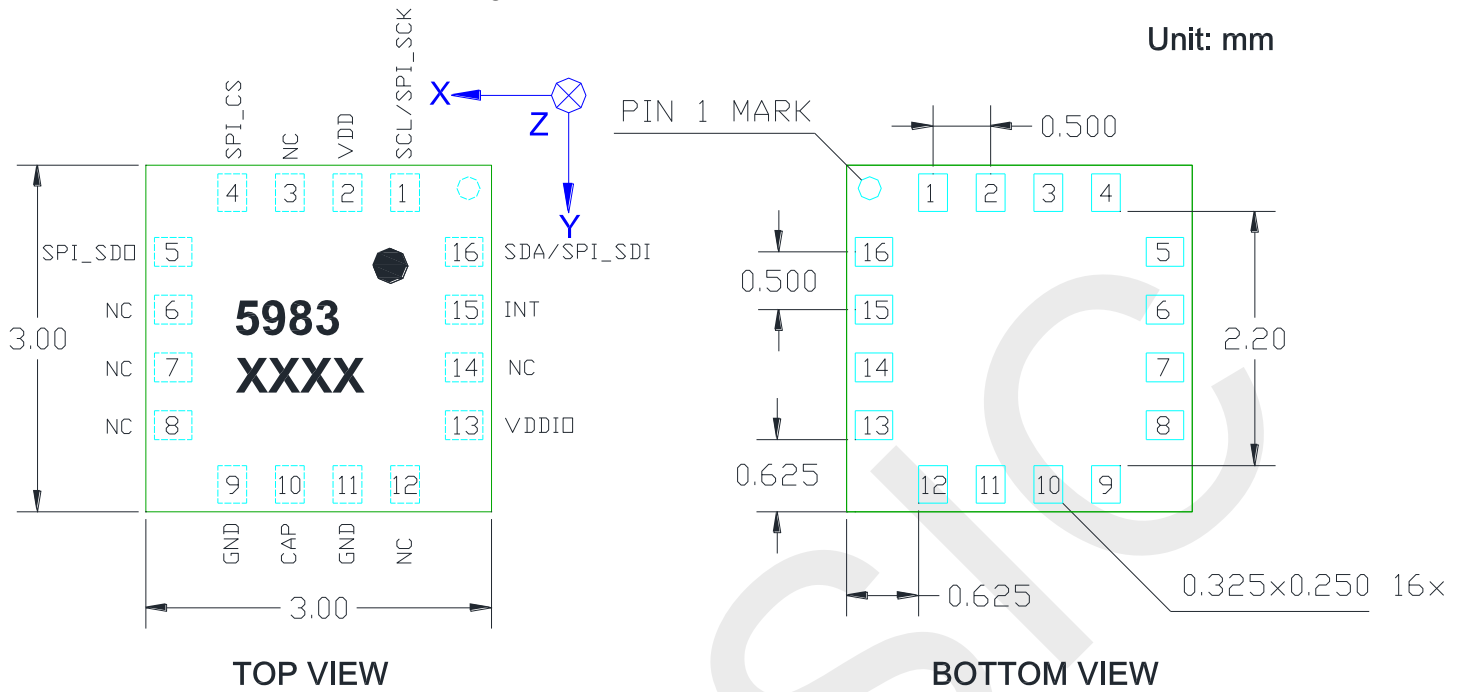 Unit: mm
SPI_CS
NC
VDD
SCL/SPI_SCK
X
Z
Y
PIN 1 MARK
0.500
4
3
2
1
SPI_SDO
5
16
SDA/SPI_SDI
NC
6
5983
15
INT
3.00
NC
7
XXXX
14
NC
NC
8
13
VDDIO
9
10
11
12
GND
CAP
GND
NC
3.00
TOP VIEW
1
2
3
4
16
5
0.500
15
6
2.20
14
7
13
8
0.625
12
11
10
9
0.625
0.325x0.250 16x
BOTTOM VIEW
SIC